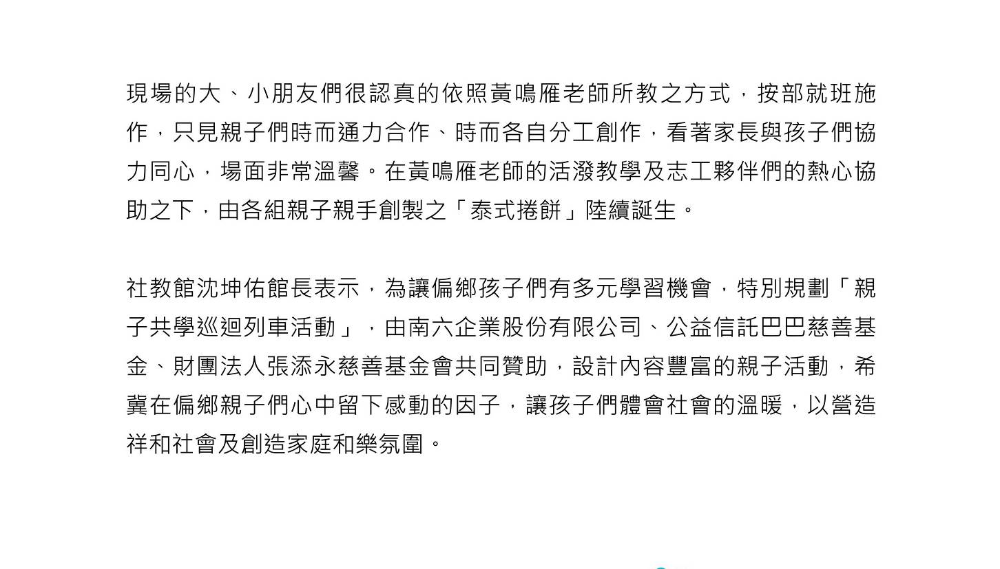 現場的大、小朋友們很認真的依照黃鳴雁老師所教之方式，按部就班施
作，只見親子們時而通力合作、時而各自分工創作，看著家長與孩子們協
力同心，場面非常溫馨。在黃鳴雁老師的活潑教學及志工夥伴們的熱心協
助之下，由各組親子親手創製之「泰式捲餅」陸續誕生。
社教館沈坤佑館長表示，為讓偏鄉孩子們有多元學習機會，特別規劃「親
子共學巡迴列車活動」，由南六企業股份有限公司、公益信託巴巴慈善基
金、財團法人張添永慈善基金會共同贊助，設計內容豐富的親子活動，希
冀在偏鄉親子們心中留下感動的因子，讓孩子們體會社會的溫暖，以營造
祥和社會及創造家庭和樂氛圍。